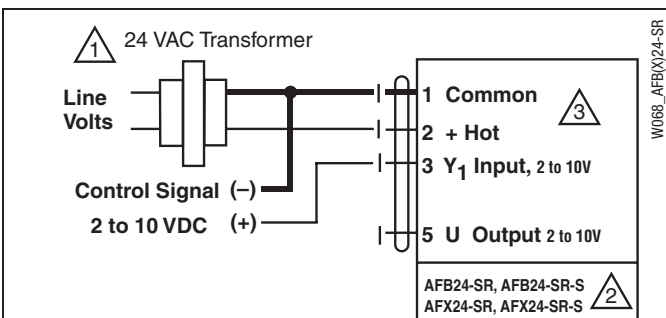 1
24 VAC Transformer
Line
Volts
Control Signal (–)
2 to 10 VDC (+)
1 Common
3
2 + Hot
3 Y1 Input, 2 to 10V
5 U Output 2 to 10V
AFB24-SR, AFB24-SR-S
AFX24-SR, AFX24-SR-S
2
W068_AFB(X)24-SR